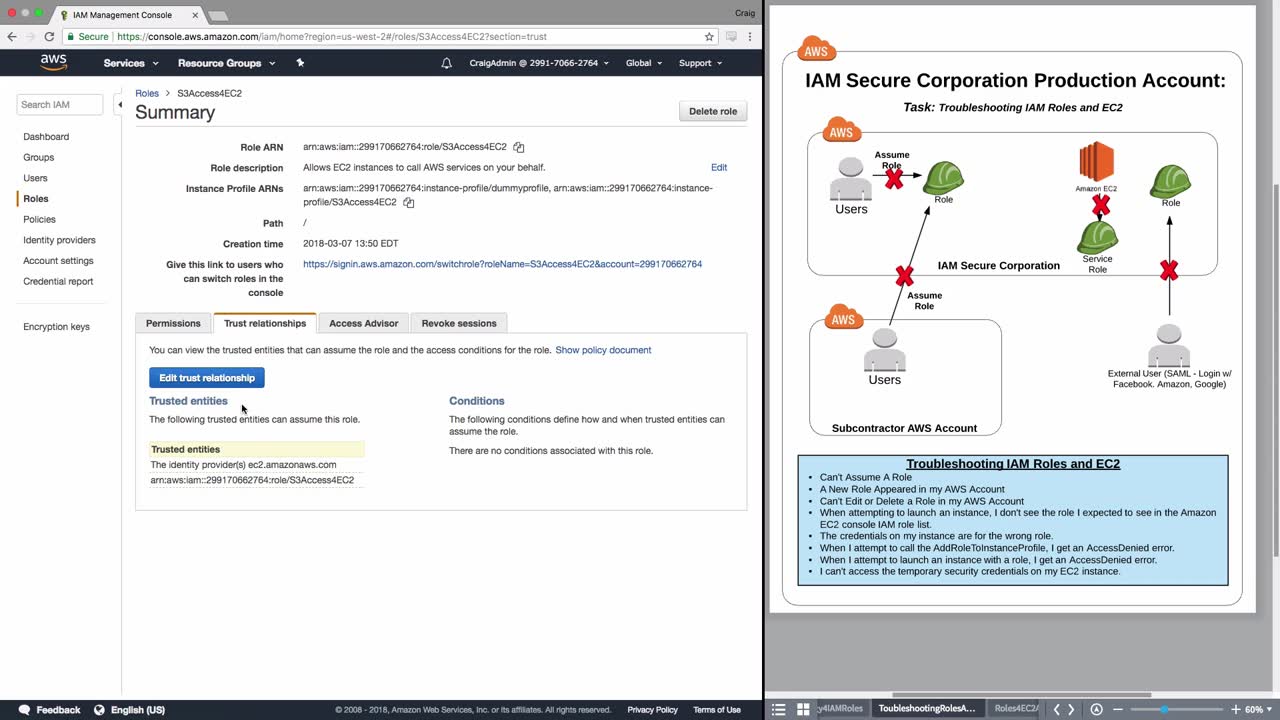 IAM Management Console
Craig
Secure
https://console.aws.amazon.com/iam/home?region=us-west-2#/roles/S3Access4EC2?section=trust
aws
Services
Resource Groups
CraigAdmin @ 2991-7066-2764
Global
Support
Search IAM
Dashboard
Groups
Users
Roles
Policies
Identity providers
Account settings
Credential report
Encryption keys
Roles > S3Access4EC2
Summary
Delete role
Role ARN arn:aws:iam::299170662764:role/S3Access4EC2
Role description Allows EC2 instances to call AWS services on your behalf. Edit
Instance Profile ARNs arn:aws:iam::299170662764:instance-profile/dummyprofile, arn:aws:iam::299170662764:instance-
profile/S3Access4EC2
Path /
Creation time 2018-03-07 13:50 EDT
Give this link to users who https://signin.aws.amazon.com/switchrole?roleName=S3Access4EC2&account=299170662764
can switch roles in the
console
Permissions
Trust relationships
Access Advisor
Revoke sessions
You can view the trusted entities that can assume the role and the access conditions for the role. Show policy document
Edit trust relationship
Trusted entities
The following trusted entities can assume this role.
Trusted entities
The identity provider(s) ec2.amazonaws.com
arn:aws:iam::299170662764:role/S3Access4EC2
Conditions
The following conditions define how and when trusted entities can
assume the role.
There are no conditions associated with this role.
Feedback
English (US)
© 2008 - 2018, Amazon Web Services, Inc. or its affiliates. All rights reserved.
Privacy Policy
Terms of Use
AWS
IAM Secure Corporation Production Account:
Task: Troubleshooting IAM Roles and EC2
AWS
Assume
Role
Users
Role
Amazon EC2
Service
Role
Role
IAM Secure Corporation
Assume
Role
AWS
Users
Subcontractor AWS Account
External User (SAML - Login w/
Facebook. Amazon, Google)
Troubleshooting IAM Roles and EC2
• Can't Assume A Role
• A New Role Appeared in my AWS Account
• Can't Edit or Delete a Role in my AWS Account
• When attempting to launch an instance, I don't see the role I expected to see in the Amazon
EC2 console IAM role list.
• The credentials on my instance are for the wrong role.
• When I attempt to call the AddRoleToInstanceProfile, I get an AccessDenied error.
• When I attempt to launch an instance with a role, I get an AccessDenied error.
• I can't access the temporary security credentials on my EC2 instance.
y4IAMRoles
ToubleshootingRolesA...
Roles4EC2
60%